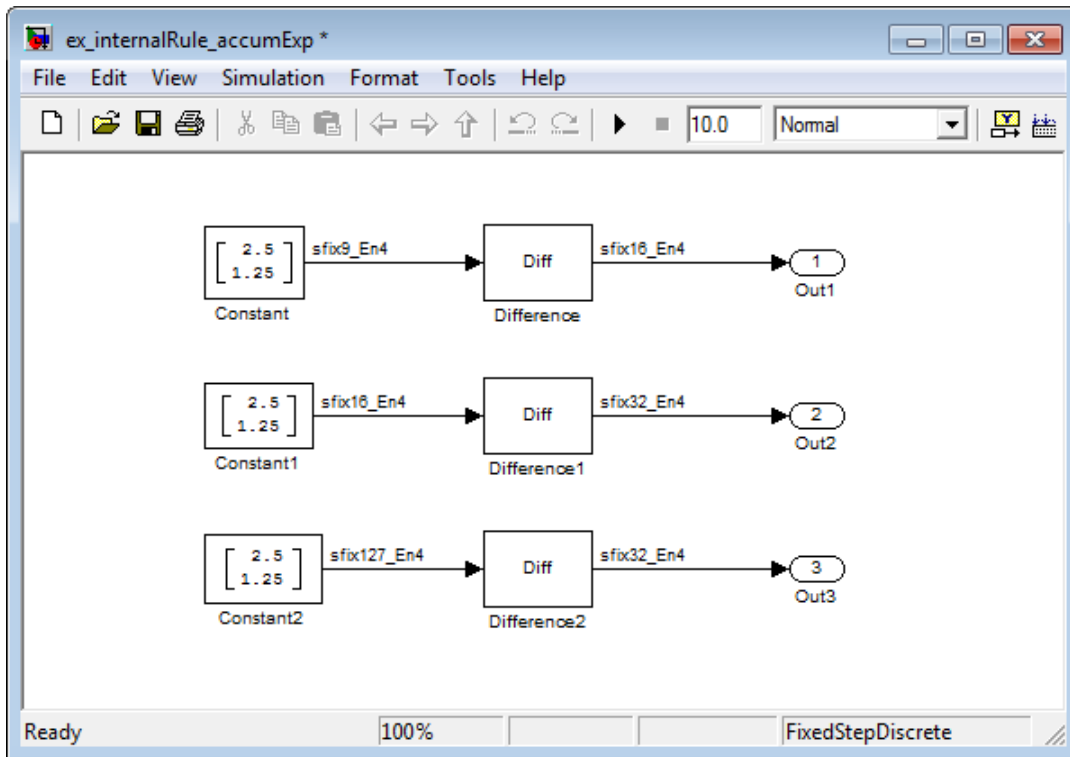 ex_internalRule_accumExp *
File Edit View Simulation Format Tools Help
10.0 Normal
2.5
1.25
sfix9_En4
Diff
sfix16_En4
1
Constant
Difference
Out1
2.5
1.25
sfix16_En4
Diff
sfix32_En4
2
Constant1
Difference1
Out2
2.5
1.25
sfix127_En4
Diff
sfix32_En4
3
Constant2
Difference2
Out3
Ready 100% FixedStepDiscrete